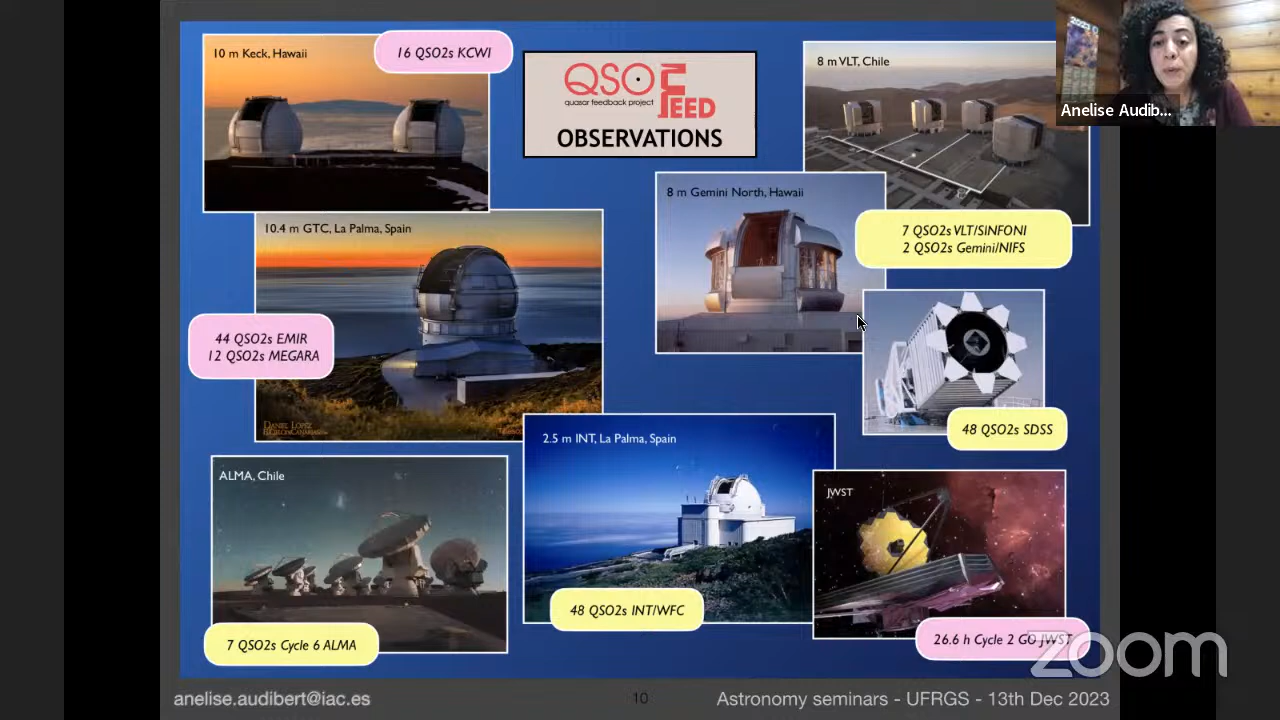 10 m Keck, Hawaii
16 QSO2s KCWI
QSO FEED
quasar feedback project
OBSERVATIONS
8 m VLT, Chile
Anelise Audib...
8 m Gemini North, Hawaii
7 QSO2s VLT/SINFONI
2 QSO2s Gemini/NIFS
10.4 m GTC, La Palma, Spain
44 QSO2s EMIR
12 QSO2s MEGARA
DANIEL LOPEZ
48 QSO2s SDSS
2.5 m INT, La Palma, Spain
ALMA, Chile
JWST
48 QSO2s INT/WFC
7 QSO2s Cycle 6 ALMA
26.6 h Cycle 2 GO JWST
zoom
anelise.audibert@iac.es
10
Astronomy seminars - UFRGS - 13th Dec 2023